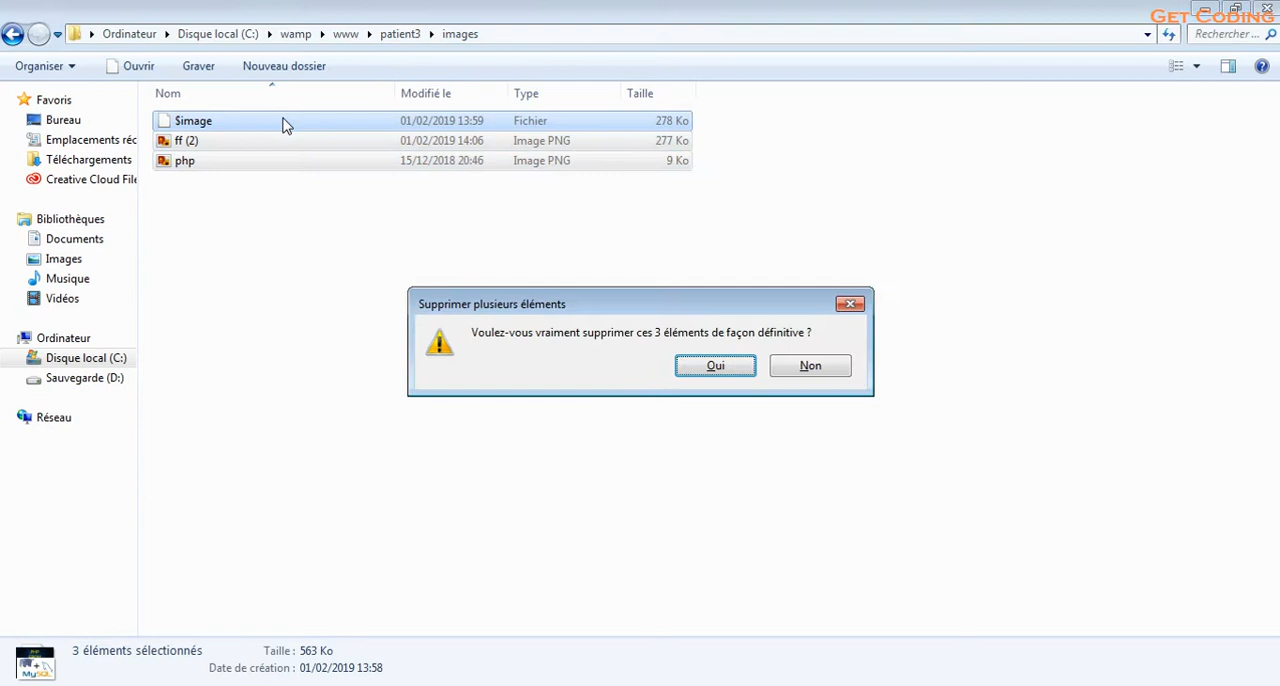 GET CODING
Ordinateur Disque local (C:) wamp www patient3 images
Rechercher ...
Organiser Ouvrir Graver Nouveau dossier
Nom Modifié le Type Taille
$image 01/02/2019 13:59 Fichier 278 Ko
ff (2) 01/02/2019 14:06 Image PNG 277 Ko
php 15/12/2018 20:46 Image PNG 9 Ko
Favoris
Bureau
Emplacements réc
Téléchargements
Creative Cloud File
Bibliothèques
Documents
Images
Musique
Vidéos
Ordinateur
Disque local (C:)
Sauvegarde (D:)
Réseau
Supprimer plusieurs éléments
Voulez-vous vraiment supprimer ces 3 éléments de façon définitive ?
Oui Non
3 éléments sélectionnés Taille : 563 Ko
Date de création : 01/02/2019 13:58
MySQL